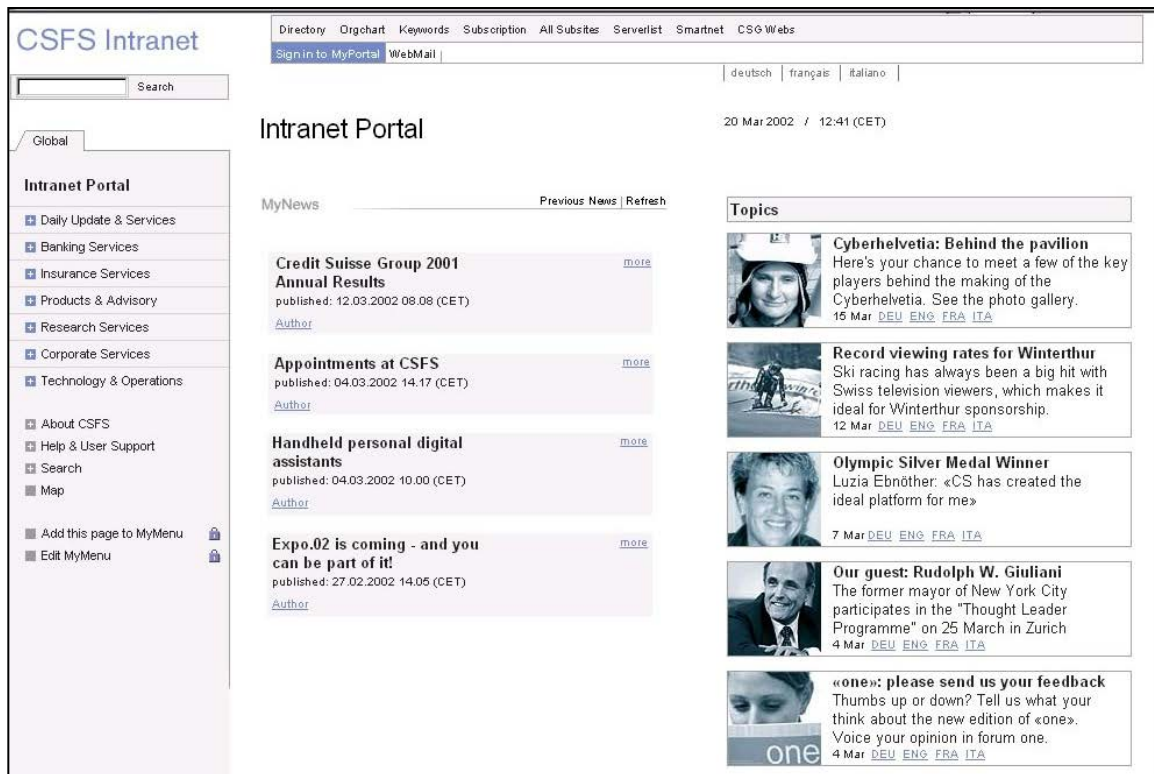 CSFS Intranet
Directory Orgchart Keywords Subscription All Subsites Serverlist Smartnet CSG Webs
Sign in to MyPortal WebMail
deutsch français italiano
Search
Global
Intranet Portal
Daily Update & Services
Banking Services
Insurance Services
Products & Advisory
Research Services
Corporate Services
Technology & Operations
About CSFS
Help & User Support
Search
Map
Add this page to MyMenu
Edit MyMenu
Intranet Portal
20 Mar 2002 / 12:41 (CET)
MyNews
Previous News | Refresh
Credit Suisse Group 2001
Annual Results
more
published: 12.03.2002 08.08 (CET)
Author
Appointments at CSFS
more
published: 04.03.2002 14.17 (CET)
Author
Handheld personal digital
assistants
more
published: 04.03.2002 10.00 (CET)
Author
Expo.02 is coming - and you
can be part of it!
more
published: 27.02.2002 14.05 (CET)
Author
Topics
Cyberhelvetia: Behind the pavilion
Here's your chance to meet a few of the key
players behind the making of the
Cyberhelvetia. See the photo gallery.
15 Mar DEU ENG FRA ITA
Record viewing rates for Winterthur
Ski racing has always been a big hit with
Swiss television viewers, which makes it
ideal for Winterthur sponsorship.
12 Mar DEU ENG FRA ITA
Olympic Silver Medal Winner
Luzia Ebnöther: «CS has created the
ideal platform for me»
7 Mar DEU ENG FRA ITA
Our guest: Rudolph W. Giuliani
The former mayor of New York City
participates in the "Thought Leader
Programme" on 25 March in Zurich
4 Mar DEU ENG FRA ITA
«one»: please send us your feedback
Thumbs up or down? Tell us what your
think about the new edition of «one».
Voice your opinion in forum one.
4 Mar DEU ENG FRA ITA
one